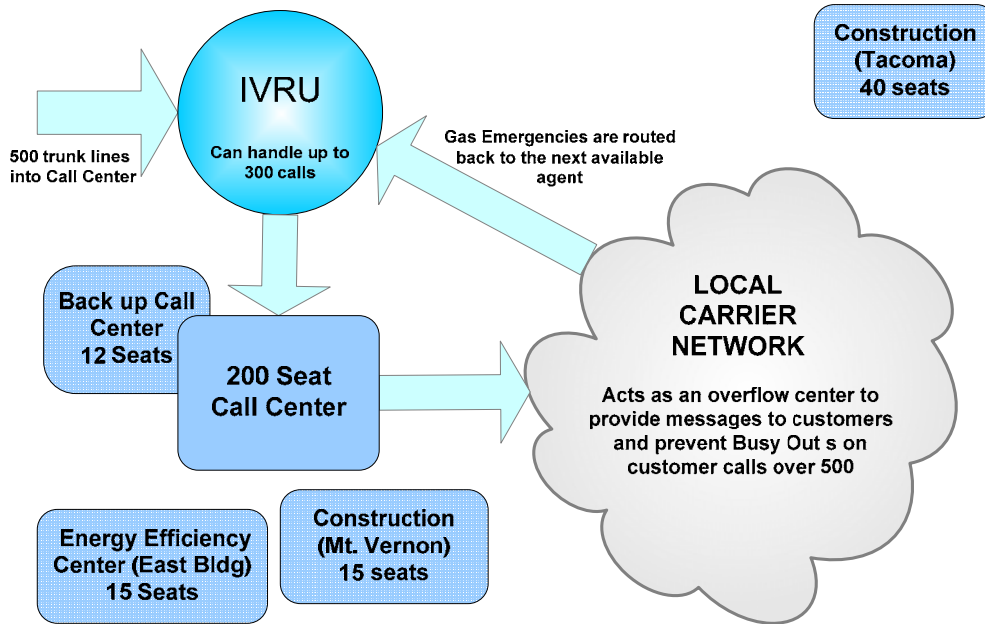 Construction
(Tacoma)
40 seats
IVRU
Can handle up to
300 calls
500 trunk lines
into Call Center
Gas Emergencies are routed
back to the next available
agent
Back up Call
Center
12 Seats
200 Seat
Call Center
LOCAL
CARRIER
NETWORK
Acts as an overflow center to
provide messages to customers
and prevent Busy Out s on
customer calls over 500
Energy Efficiency
Center (East Bldg)
15 Seats
Construction
(Mt. Vernon)
15 seats